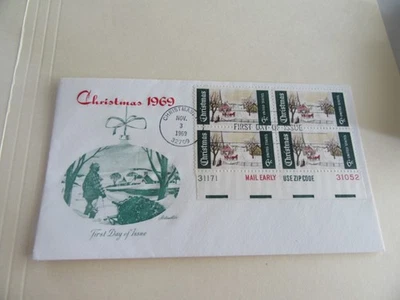 Christmas 1969
CHRISTMAS
NOV.
3
1969
32709
FIRST DAY OF ISSUE
Christmas
Christmas
Christmas
Christmas
31171
MAIL EARLY
USE ZIP CODE
31052
First Day of Issue